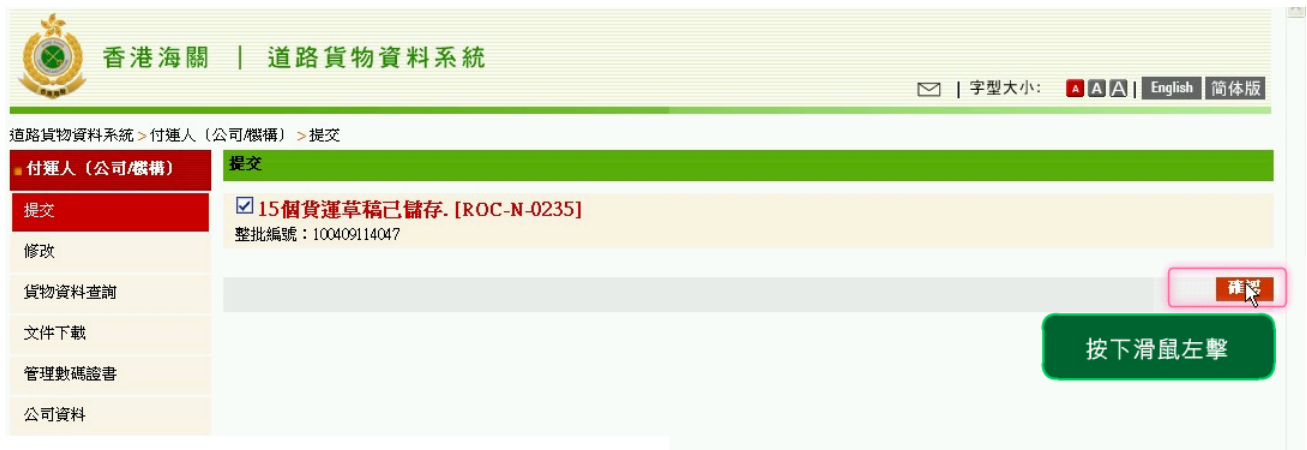 香港海關 | 道路貨物資料系統
| 字型大小: A A A | English 简体版
道路貨物資料系統 > 付運人（公司/機構） > 提交
付運人（公司/機構）
提交
提交
15個貨運草稿已儲存. [ROC-N-0235]
整批編號：100409114047
修改
貨物資料查詢
確認
文件下載
按下滑鼠左擊
管理數碼證書
公司資料